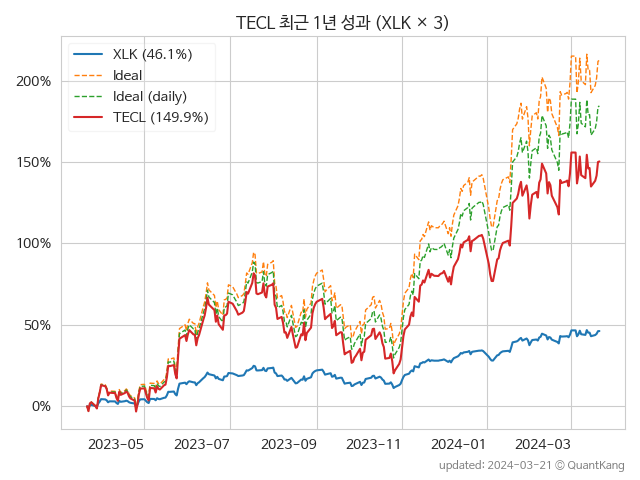 TECL 최근 1년 성과 (XLK × 3)
XLK (46.1%)
Ideal
Ideal (daily)
TECL (149.9%)
200%
150%
100%
50%
0%
2023-05 2023-07 2023-09 2023-11 2024-01 2024-03
updated: 2024-03-21 © QuantKang